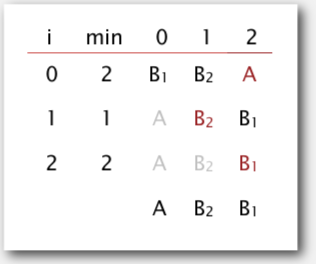 i min 0 1 2
0 2 B₁ B₂ A
1 1 A B₂ B₁
2 2 A B₂ B₁
A B₂ B₁